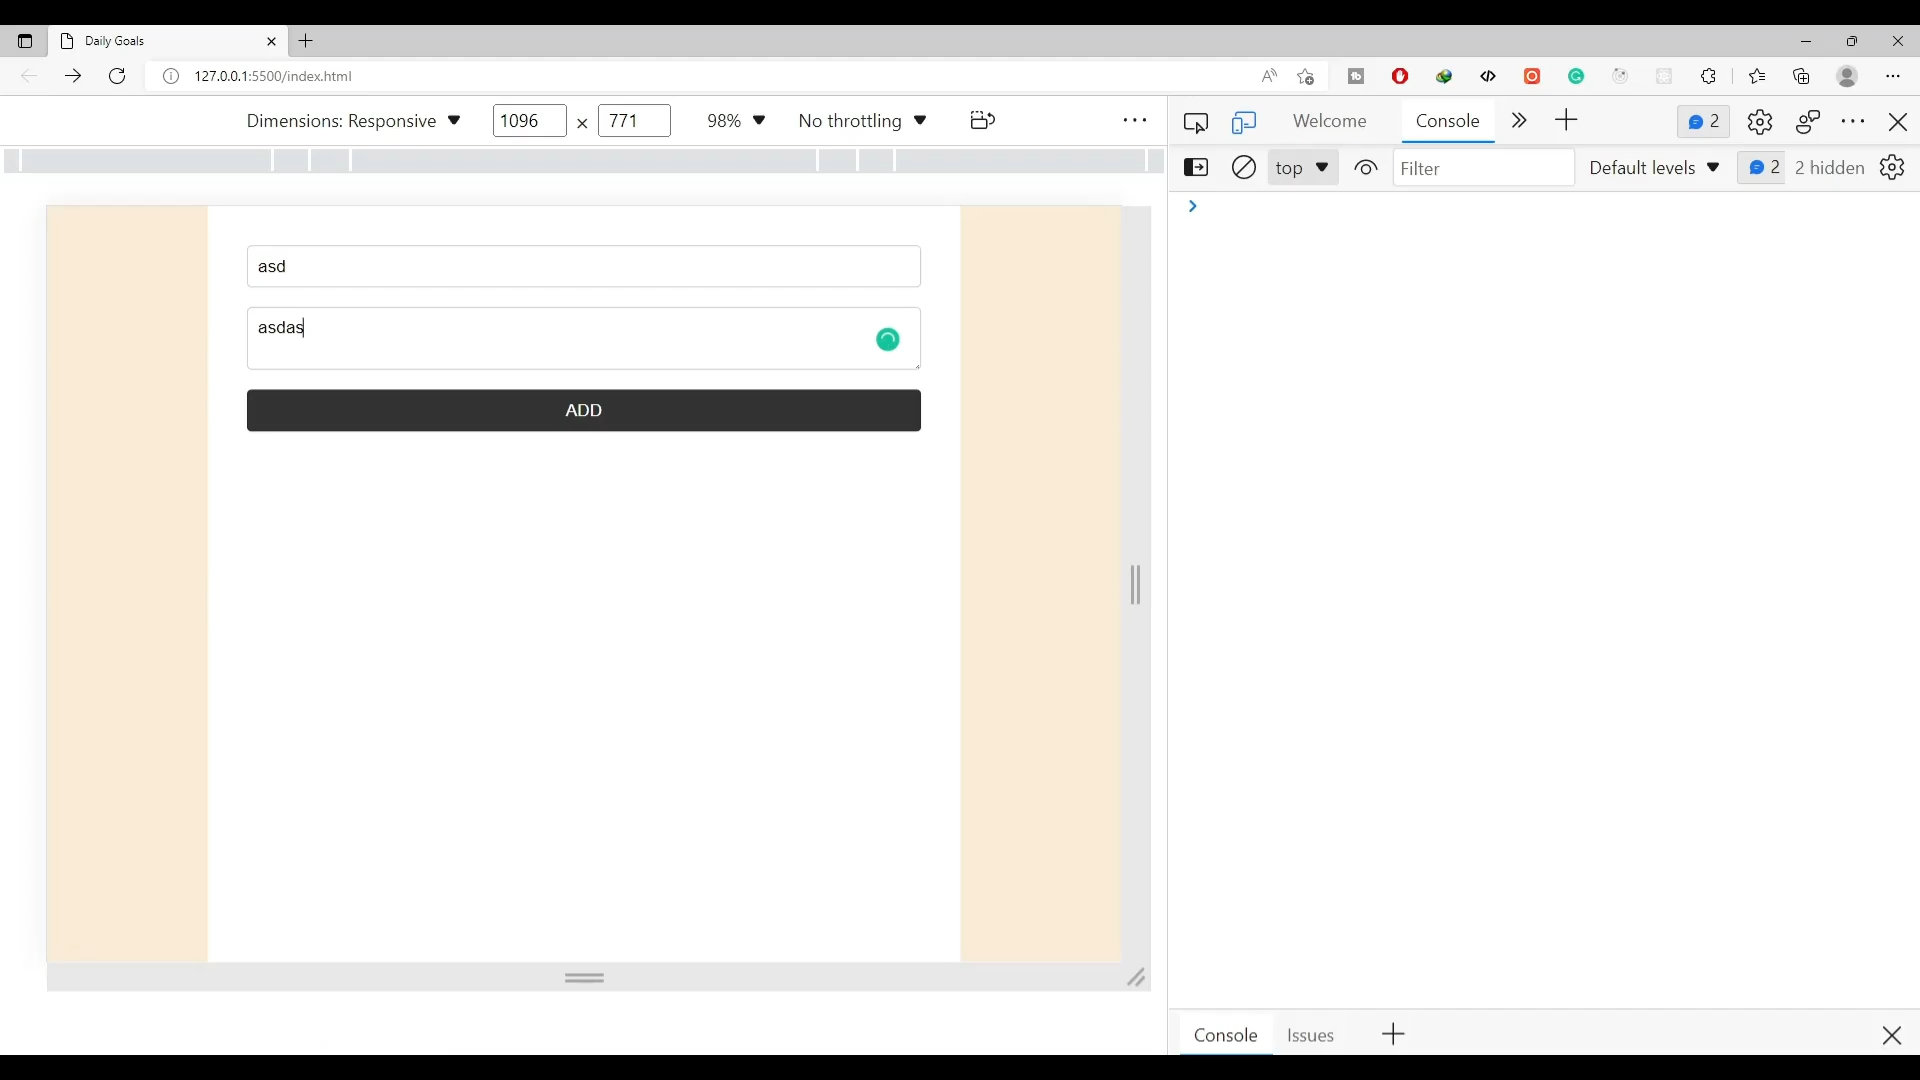 Daily Goals
127.0.0.1:5500/index.html
Dimensions: Responsive 1096 × 771 98% No throttling
Welcome Console 2
top Filter Default levels 2 2 hidden
asd
asdas
ADD
Console Issues